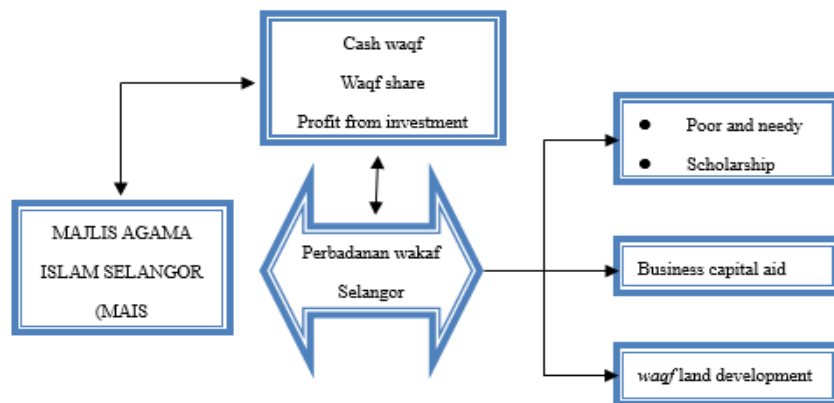 Cash waqf
Waqf share
Profit from investment
MAJLIS AGAMA
ISLAM SELANGOR
(MAIS
Perbadanan wakaf
Selangor
● Poor and needy
● Scholarship
Business capital aid
waqf land development